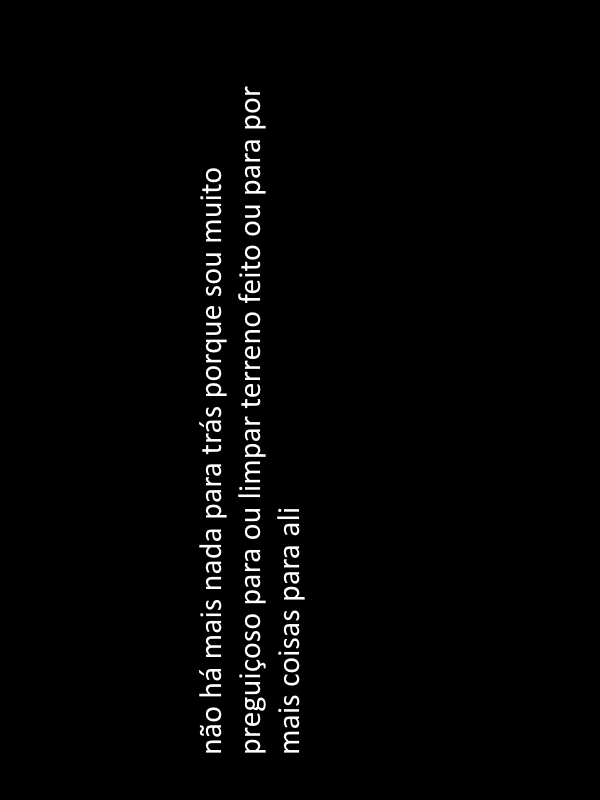 não há mais nada para trás porque sou muito
preguiçoso para ou limpar terreno feito ou para por
mais coisas para ali